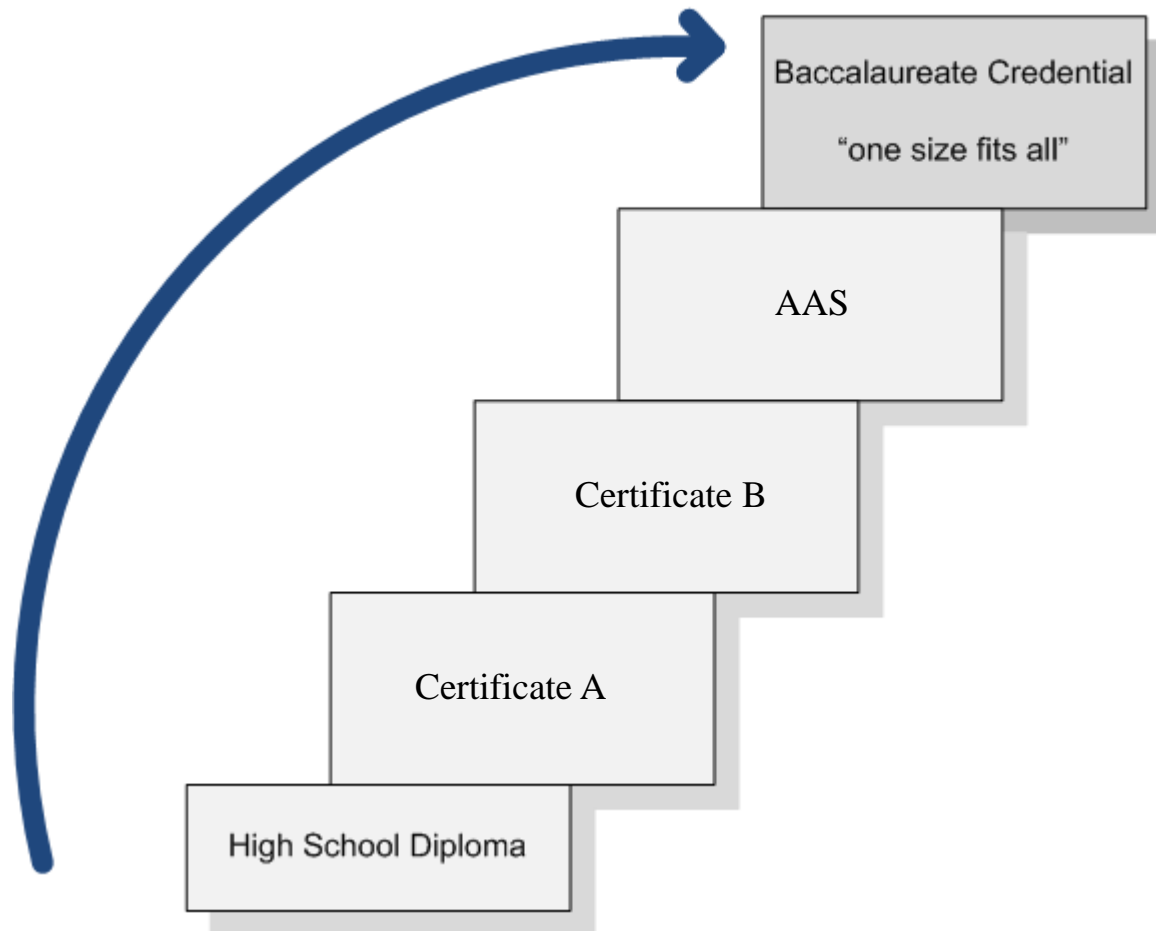 Baccalaureate Credential
“one size fits all”
AAS
Certificate B
Certificate A
High School Diploma